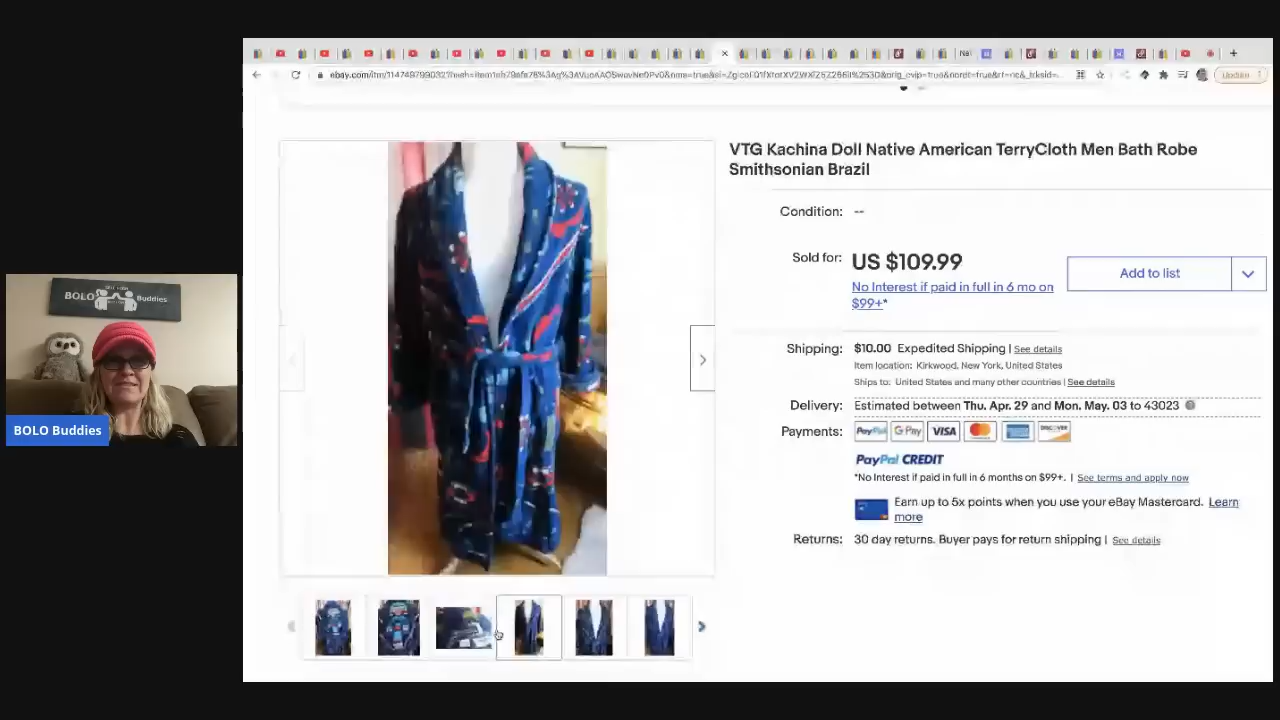 Update
VTG Kachina Doll Native American TerryCloth Men Bath Robe
Smithsonian Brazil
Condition: --
Sold for: US $109.99
Add to list
No Interest if paid in full in 6 mo on
$99+*
Shipping: $10.00 Expedited Shipping | See details
Item location: Kirkwood, New York, United States
Ships to: United States and many other countries | See details
Delivery: Estimated between Thu. Apr. 29 and Mon. May. 03 to 43023
Payments: PayPal G Pay VISA MasterCard DISCOVER
PayPal CREDIT
*No Interest if paid in full in 6 months on $99+. | See terms and apply now
Earn up to 5x points when you use your eBay Mastercard. Learn
more
Returns: 30 day returns. Buyer pays for return shipping | See details
BOLO Buddies
BOLO Buddies